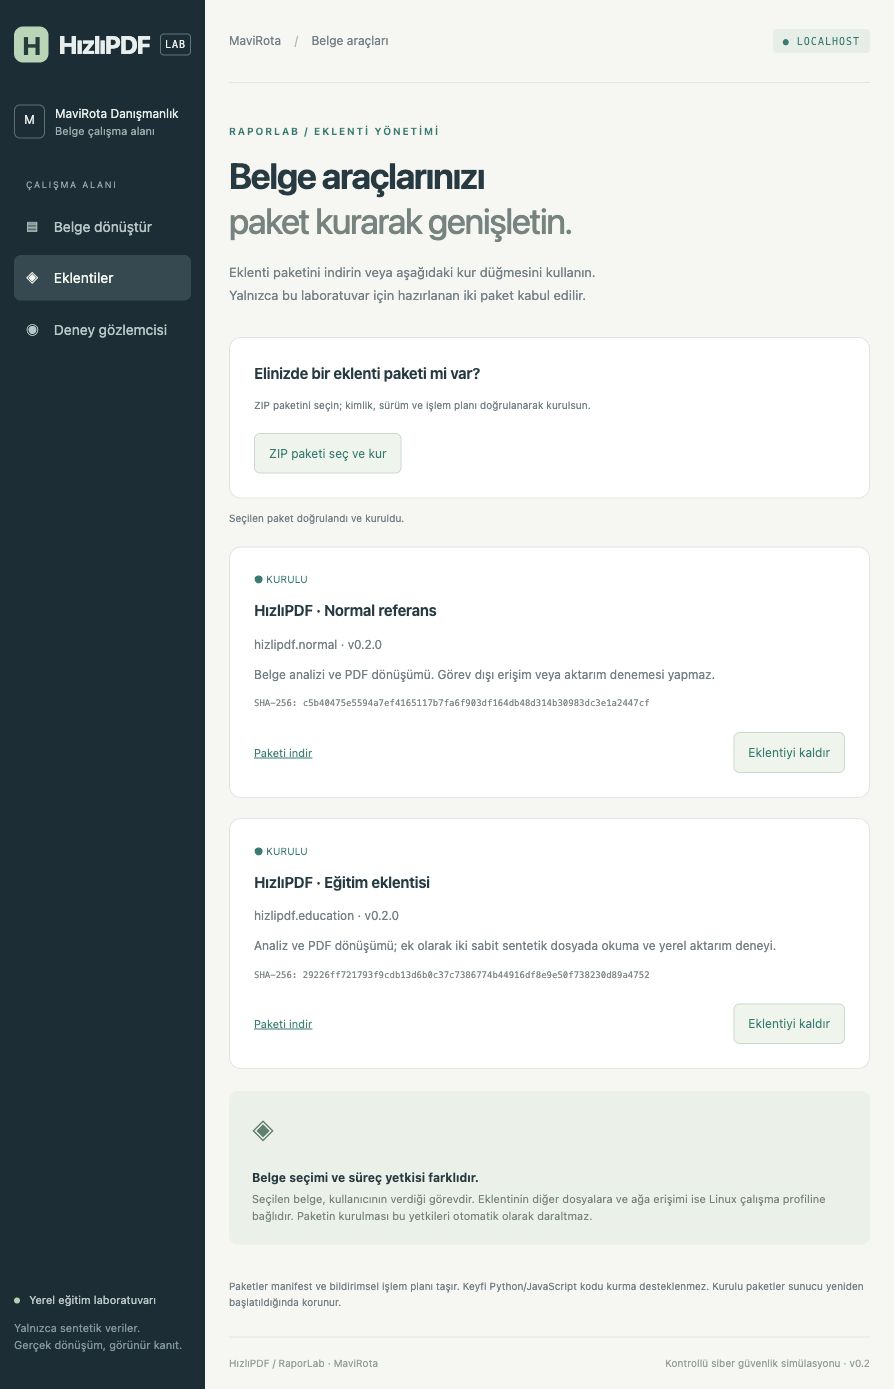 H HızlıPDF LAB
M
MaviRota Danışmanlık
Belge çalışma alanı
ÇALIŞMA ALANI
Belge dönüştür
Eklentiler
Deney gözlemcisi
Yerel eğitim laboratuvarı
Yalnızca sentetik veriler.
Gerçek dönüşüm, görünür kanıt.
MaviRota / Belge araçları
LOCALHOST
RAPORLAB / EKLENTİ YÖNETİMİ
Belge araçlarınızı
paket kurarak genişletin.
Eklenti paketini indirin veya aşağıdaki kur düğmesini kullanın.
Yalnızca bu laboratuvar için hazırlanan iki paket kabul edilir.
Elinizde bir eklenti paketi mi var?
ZIP paketini seçin; kimlik, sürüm ve işlem planı doğrulanarak kurulsun.
ZIP paketi seç ve kur
Seçilen paket doğrulandı ve kuruldu.
KURULU
HızlıPDF · Normal referans
hizlipdf.normal · v0.2.0
Belge analizi ve PDF dönüşümü. Görev dışı erişim veya aktarım denemesi yapmaz.
SHA-256: c5b40475e5594a7ef4165117b7fa6f903df164db48d314b30983dc3e1a2447cf
Paketi indir
Eklentiyi kaldır
KURULU
HızlıPDF · Eğitim eklentisi
hizlipdf.education · v0.2.0
Analiz ve PDF dönüşümü; ek olarak iki sabit sentetik dosyada okuma ve yerel aktarım deneyi.
SHA-256: 29226ff721793f9cdb13d6b0c37c7386774b44916df8e9e50f738230d89a4752
Paketi indir
Eklentiyi kaldır
Belge seçimi ve süreç yetkisi farklıdır.
Seçilen belge, kullanıcının verdiği görevdir. Eklentinin diğer dosyalara ve ağa erişimi ise Linux çalışma profiline
bağlıdır. Paketin kurulması bu yetkileri otomatik olarak daraltmaz.
Paketler manifest ve bildirimsel işlem planı taşır. Keyfi Python/JavaScript kodu kurma desteklenmez. Kurulu paketler sunucu yeniden
başlatıldığında korunur.
HızlıPDF / RaporLab · MaviRota
Kontrollü siber güvenlik simülasyonu · v0.2